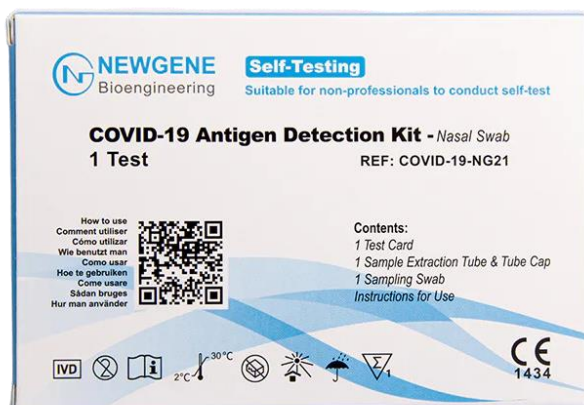 NEWGENE
Bioengineering
Self-Testing
Suitable for non-professionals to conduct self-test
COVID-19 Antigen Detection Kit - Nasal Swab
1 Test
REF: COVID-19-NG21
How to use
Comment utiliser
Cómo utilizar
Wie benutzt man
Como usar
Hoe te gebruiken
Come usare
Sådan bruges
Hur man använder
Contents:
1 Test Card
1 Sample Extraction Tube & Tube Cap
1 Sampling Swab
Instructions for Use
IVD
2
i
2°C
30°C
Σ
1
CE
1434